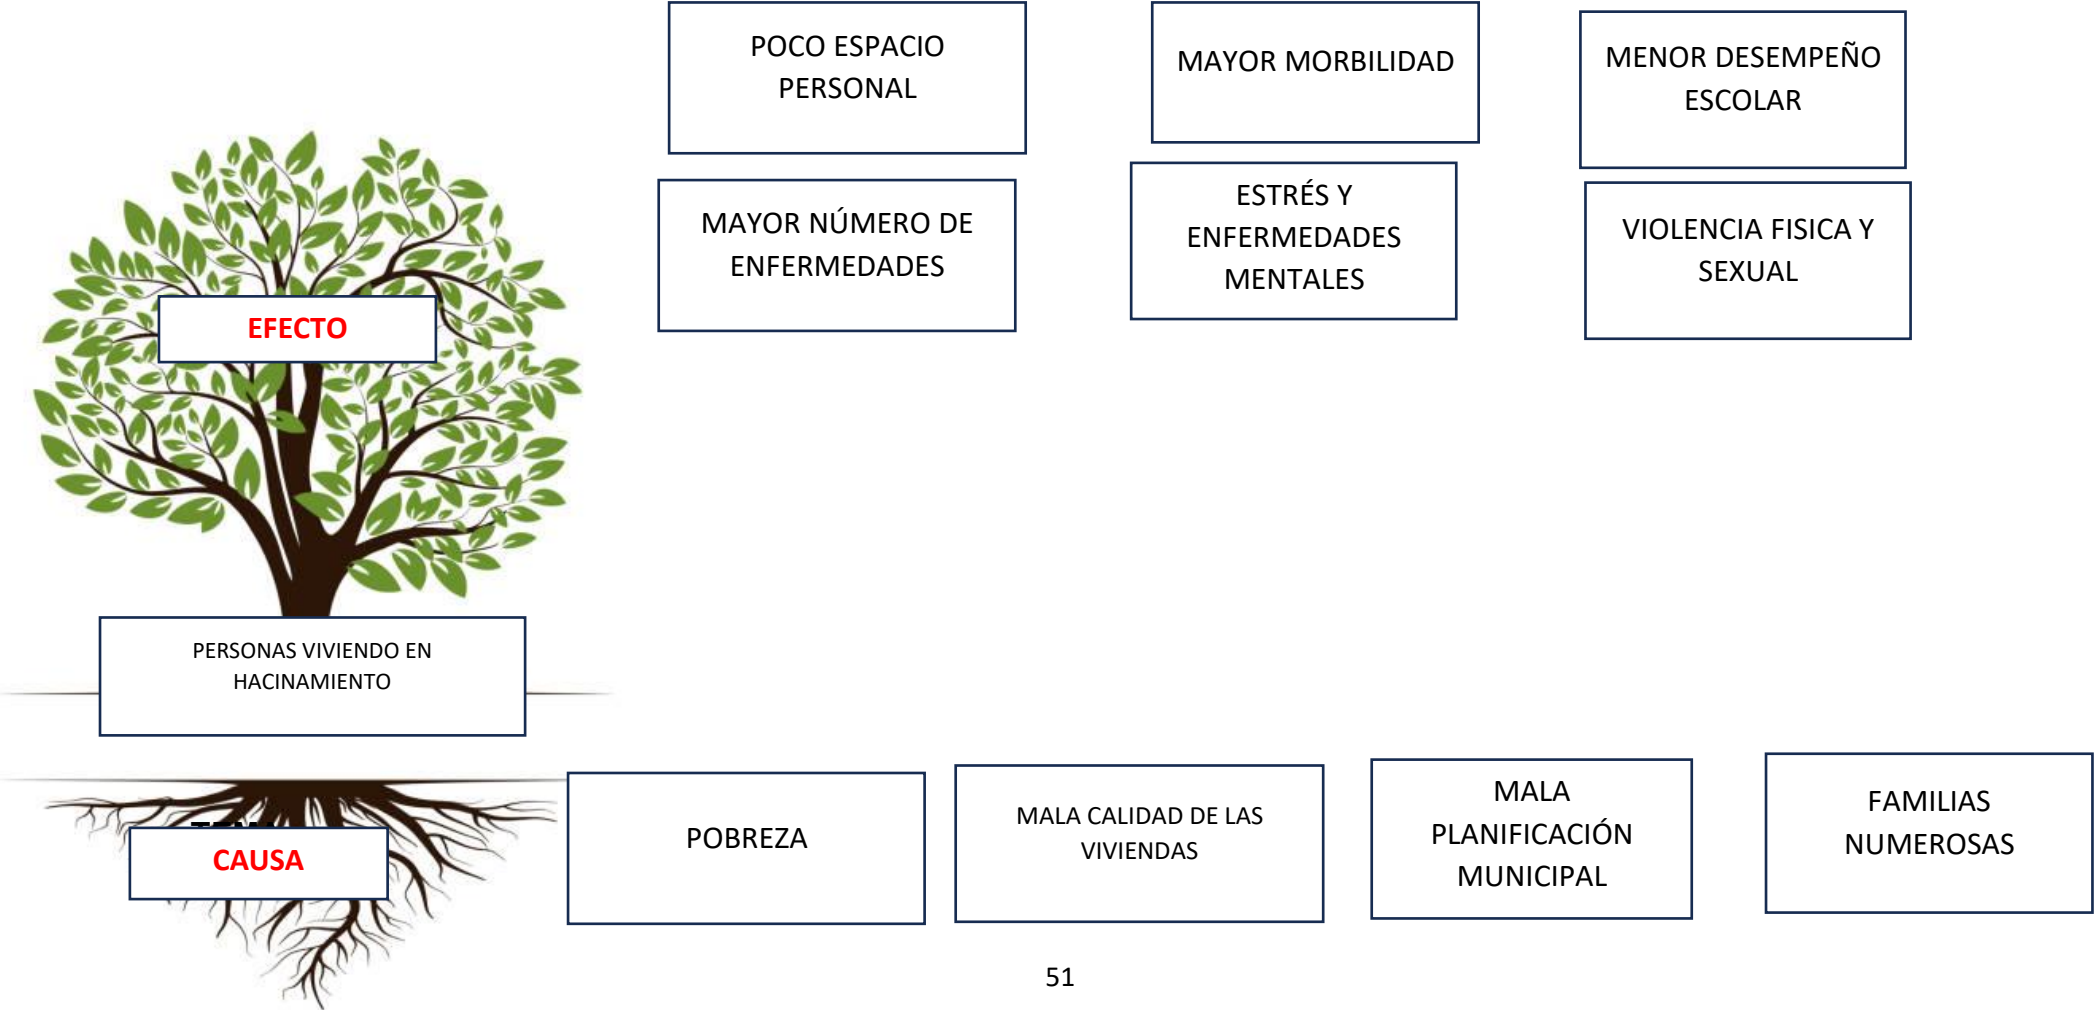 POCO ESPACIO
PERSONAL
MAYOR MORBILIDAD
MENOR DESEMPEÑO
ESCOLAR
MAYOR NÚMERO DE
ENFERMEDADES
ESTRÉS Y
ENFERMEDADES
MENTALES
VIOLENCIA FISICA Y
SEXUAL
EFECTO
PERSONAS VIVIENDO EN
HACINAMIENTO
CAUSA
POBREZA
MALA CALIDAD DE LAS
VIVIENDAS
MALA
PLANIFICACIÓN
MUNICIPAL
FAMILIAS
NUMEROSAS
51